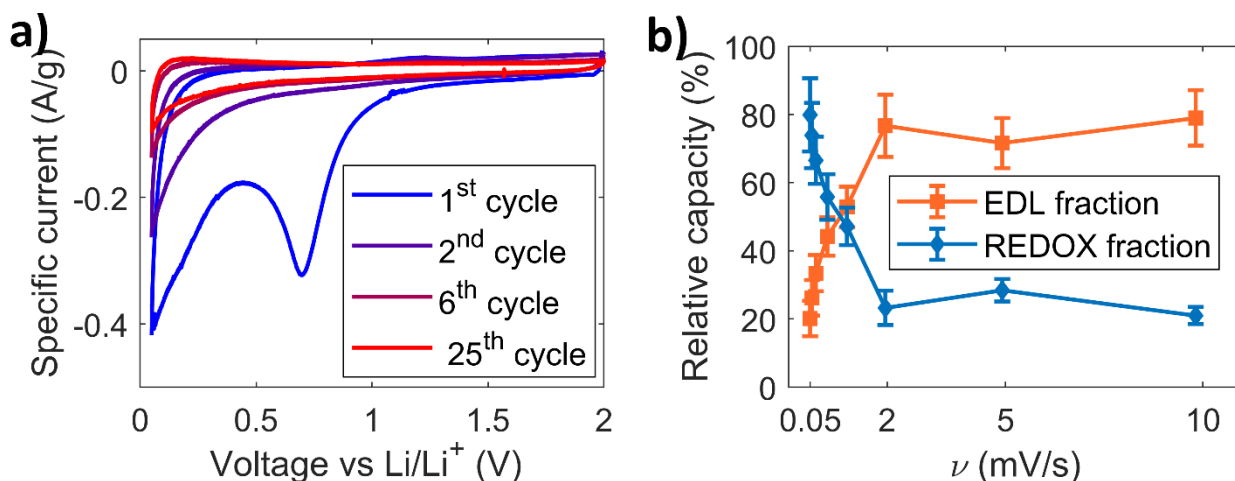 a)
Specific current (A/g)
0
-0.2
-0.4
1st cycle
2nd cycle
6th cycle
25th cycle
0
0.5
1
1.5
2
Voltage vs Li/Li+ (V)
b)
Relative capacity (%)
100
80
60
40
20
0
EDL fraction
REDOX fraction
0.05
2
5
10
ν (mV/s)